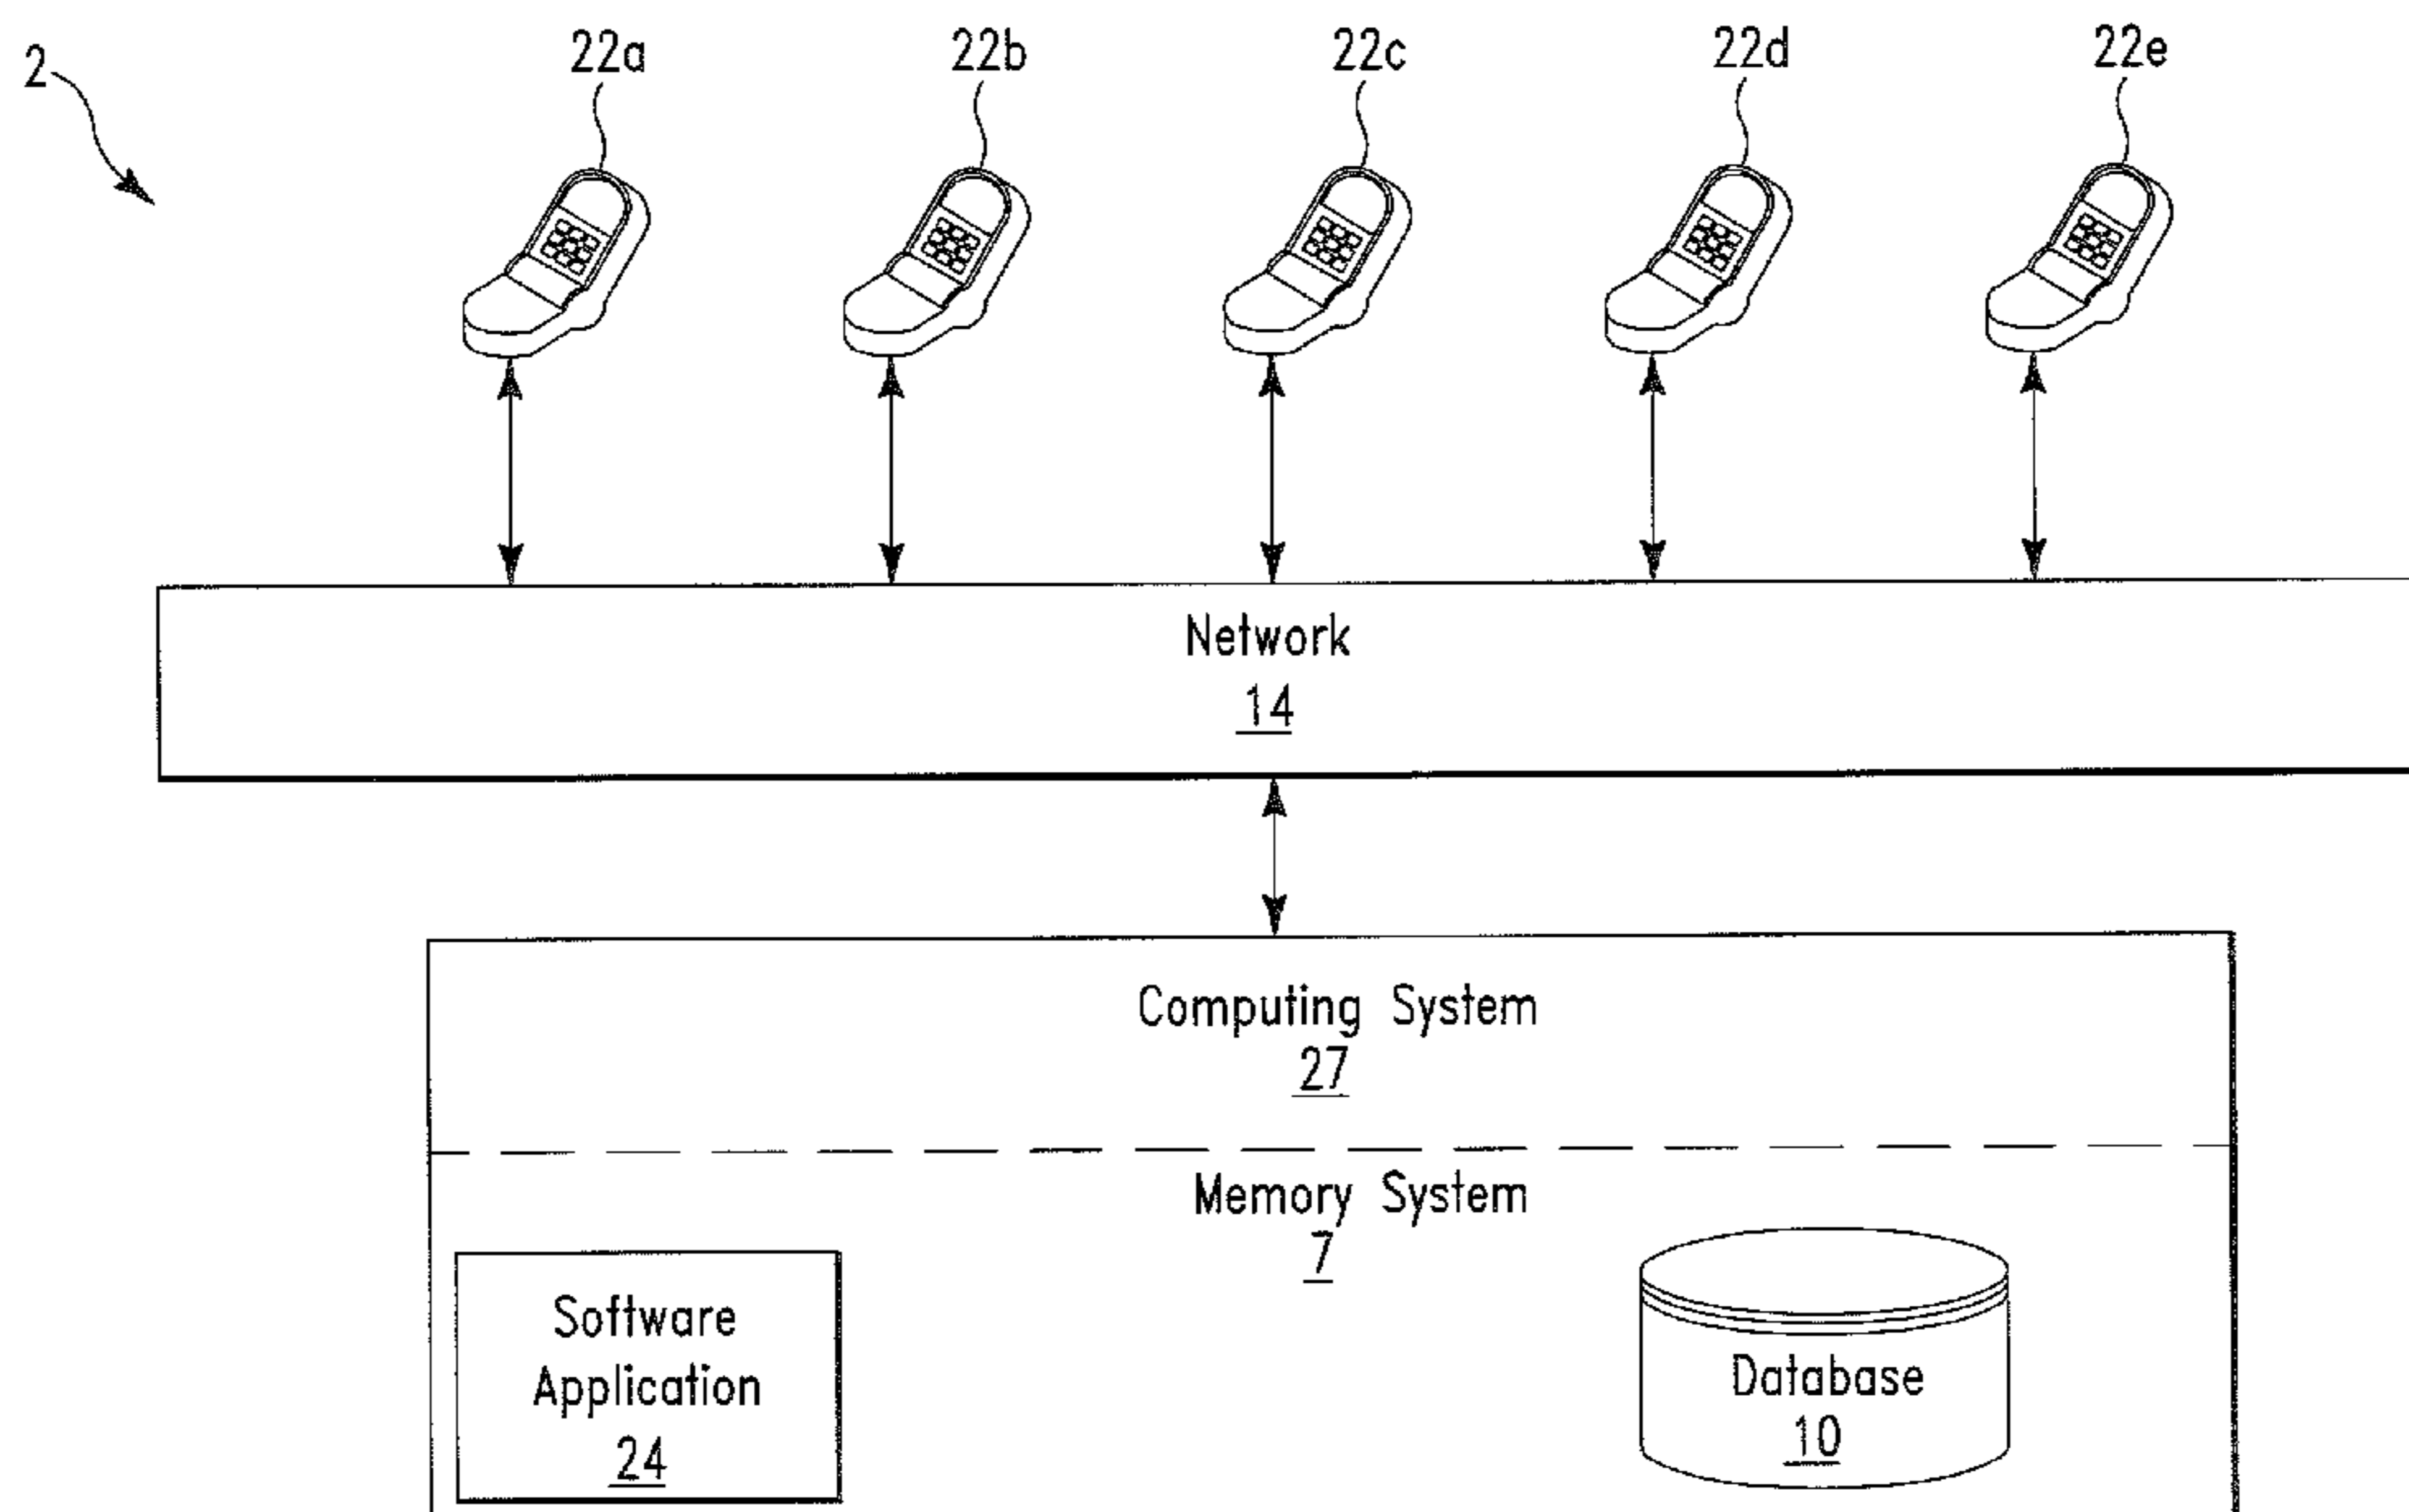 2
22a
22b
22c
22d
22e
Network
14
Computing System
27
Memory System
7
Software
Application
24
Database
10